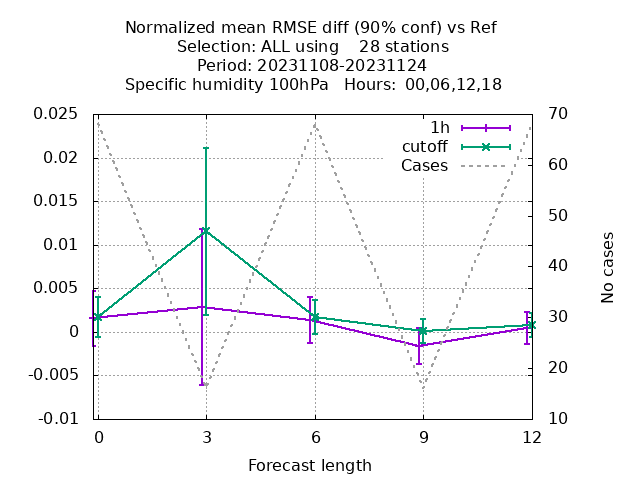 Normalized mean RMSE diff (90% conf) vs Ref
Selection: ALL using    28 stations
Period: 20231108-20231124
Specific humidity 100hPa   Hours: 00,06,12,18
0.025
0.02
0.015
0.01
0.005
0
-0.005
-0.01
70
60
50
40
30
20
10
1h
cutoff
Cases
No cases
0 3 6 9 12
Forecast length